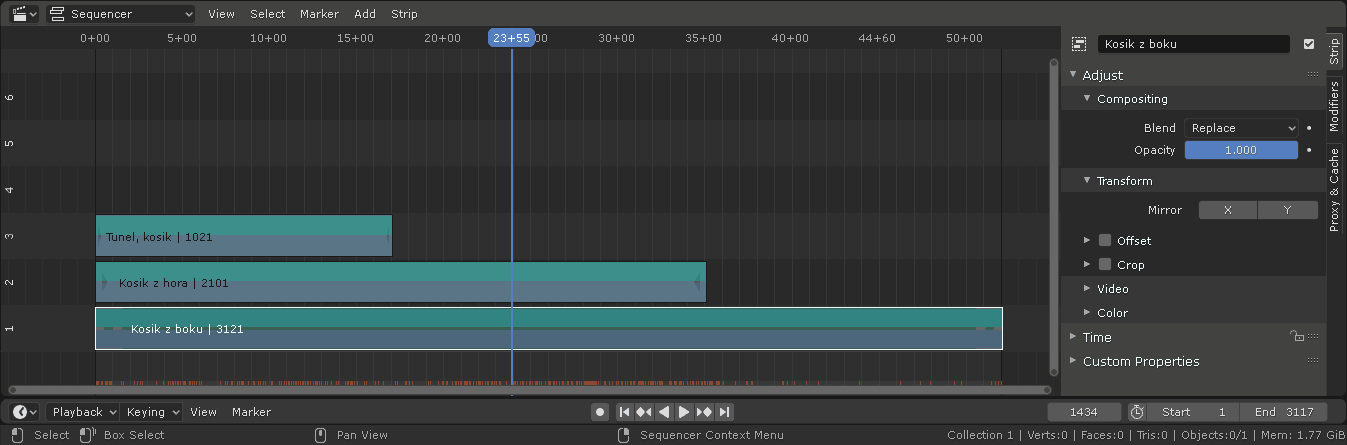 Sequencer View Select Marker Add Strip
0+00 5+00 10+00 15+00 20+00 23+55 00 30+00 35+00 40+00 44+60 50+00
Kosik z boku
Strip
Adjust
Compositing
Modifiers
Blend Replace
Opacity 1.000
Proxy & Cache
Transform
Mirror X Y
Offset
Crop
Video
Color
Time
Custom Properties
6
5
4
3
Tunel, kosik | 1021
2
Kosik z hora | 2101
1
Kosik z boku | 3121
Playback Keying View Marker 1434 Start 1 End 3117
Select Box Select Pan View Sequencer Context Menu Collection 1 | Verts:0 | Faces:0 | Tris:0 | Objects:0/1 | Mem: 1.77 GiB